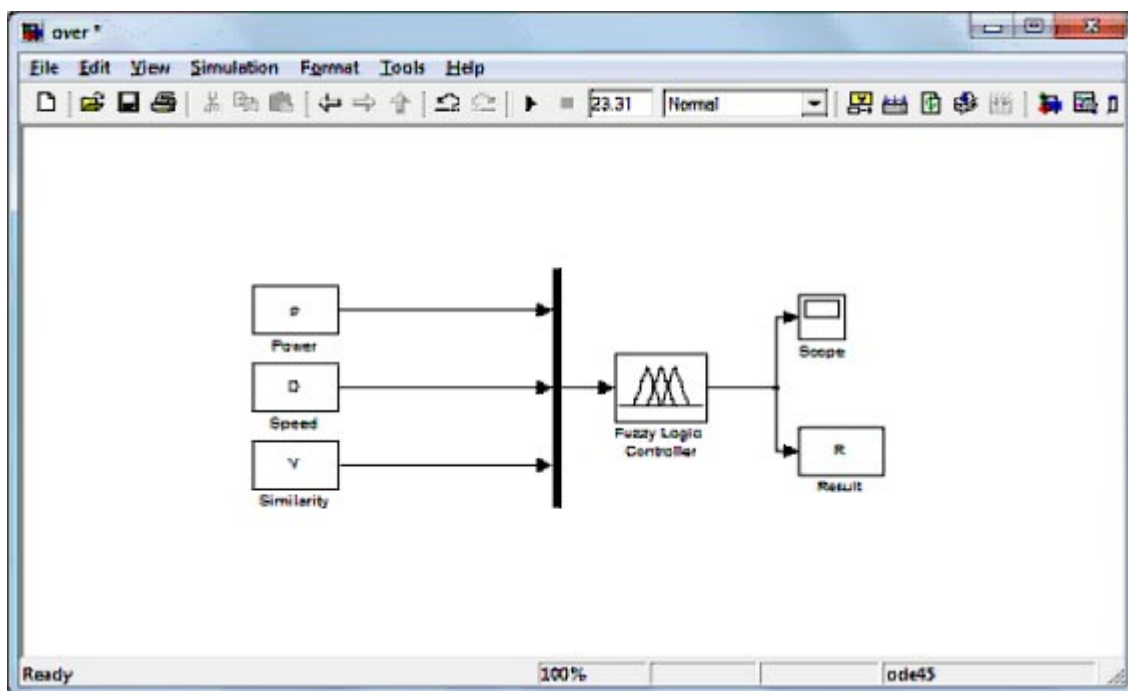 over *
File Edit View Simulation Format Tools Help
23.31 Normal
P
Power
D
Speed
V
Similarity
Fuzzy Logic
Controller
Scope
R
Result
Ready 100% ode45